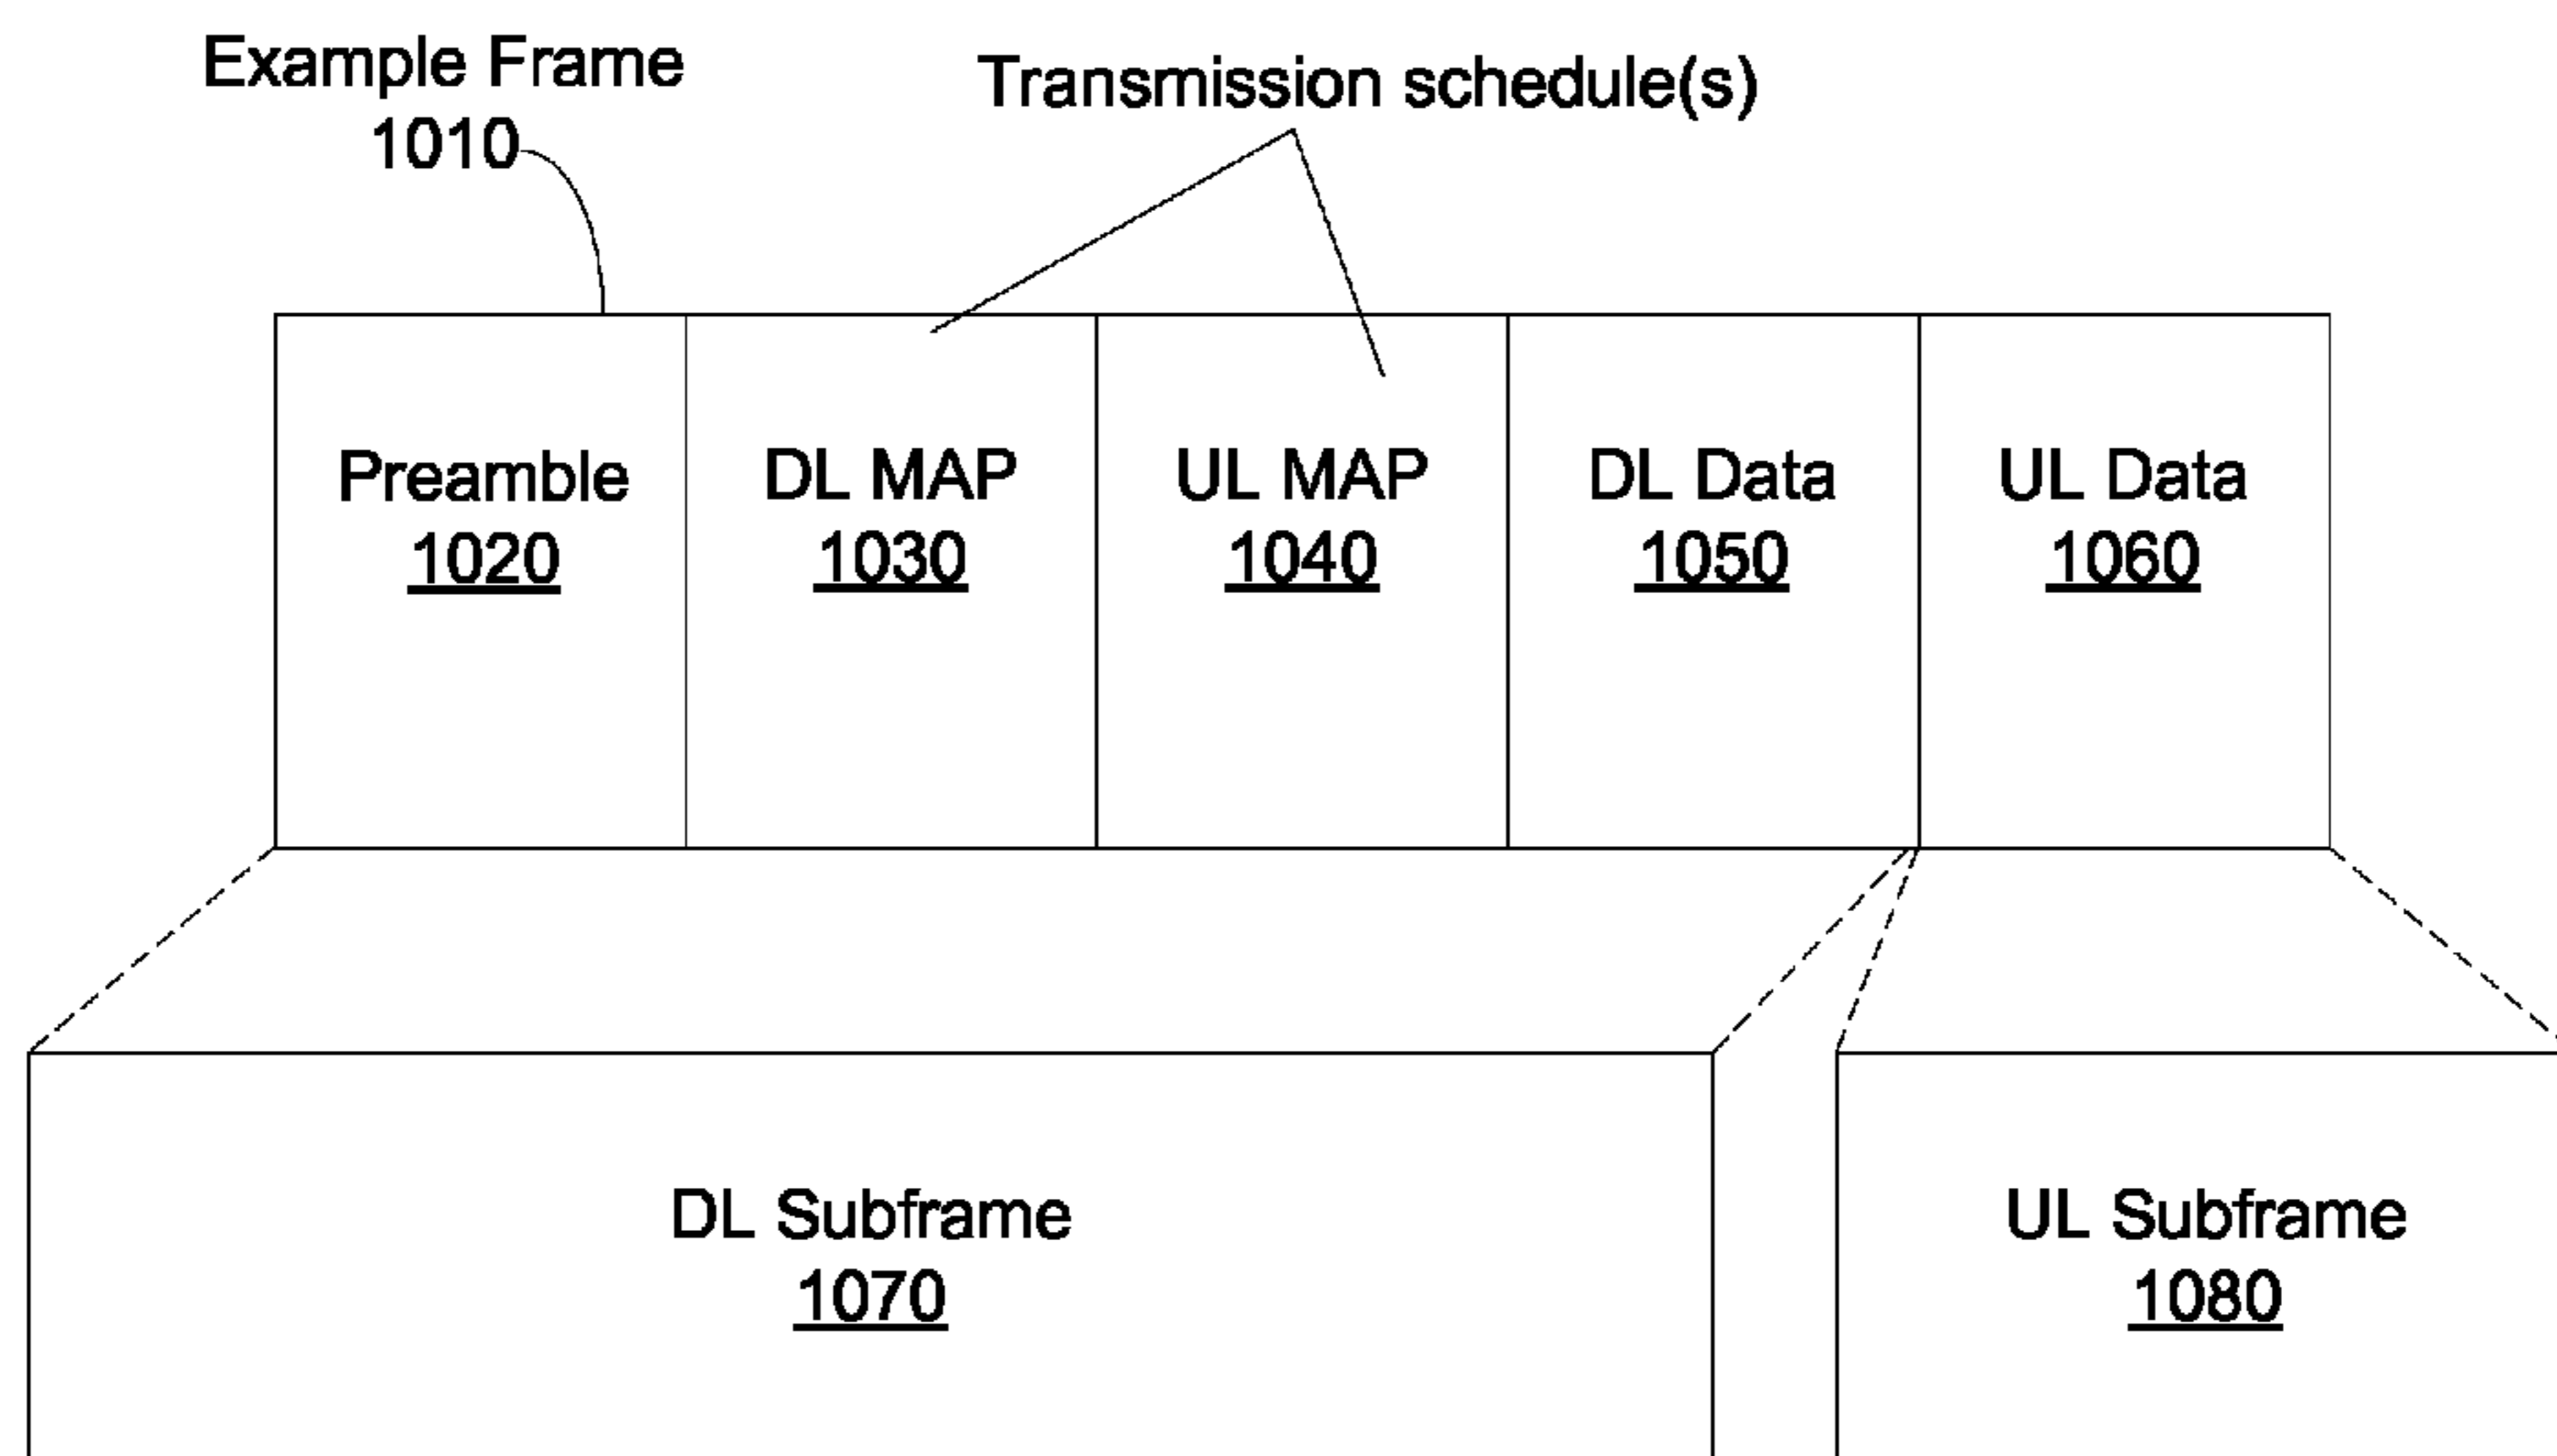 Example Frame
1010
Transmission schedule(s)
Preamble
1020
DL MAP
1030
UL MAP
1040
DL Data
1050
UL Data
1060
DL Subframe
1070
UL Subframe
1080